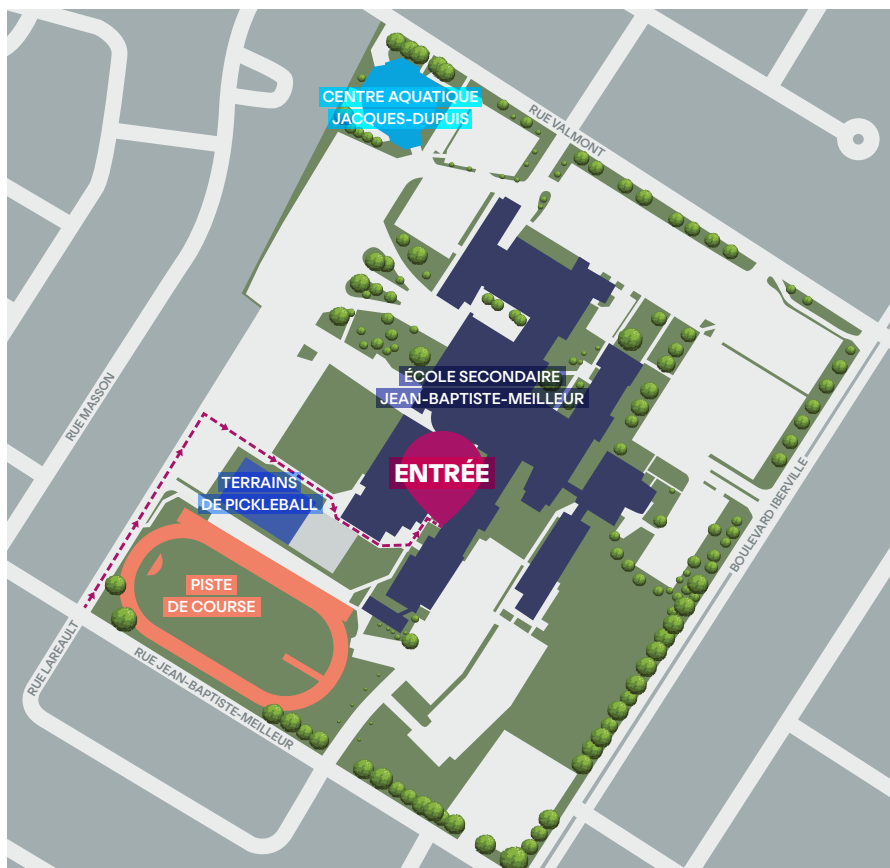 CENTRE AQUATIQUE
JACQUES-DUPUIS
RUE VALMONT
ÉCOLE SECONDAIRE
JEAN-BAPTISTE-MEILLEUR
RUE MASSON
ENTRÉE
TERRAINS
DE PICKLEBALL
BOULEVARD IBERVILLE
PISTE
DE COURSE
RUE LAREAULT
RUE JEAN-BAPTISTE-MEILLEUR